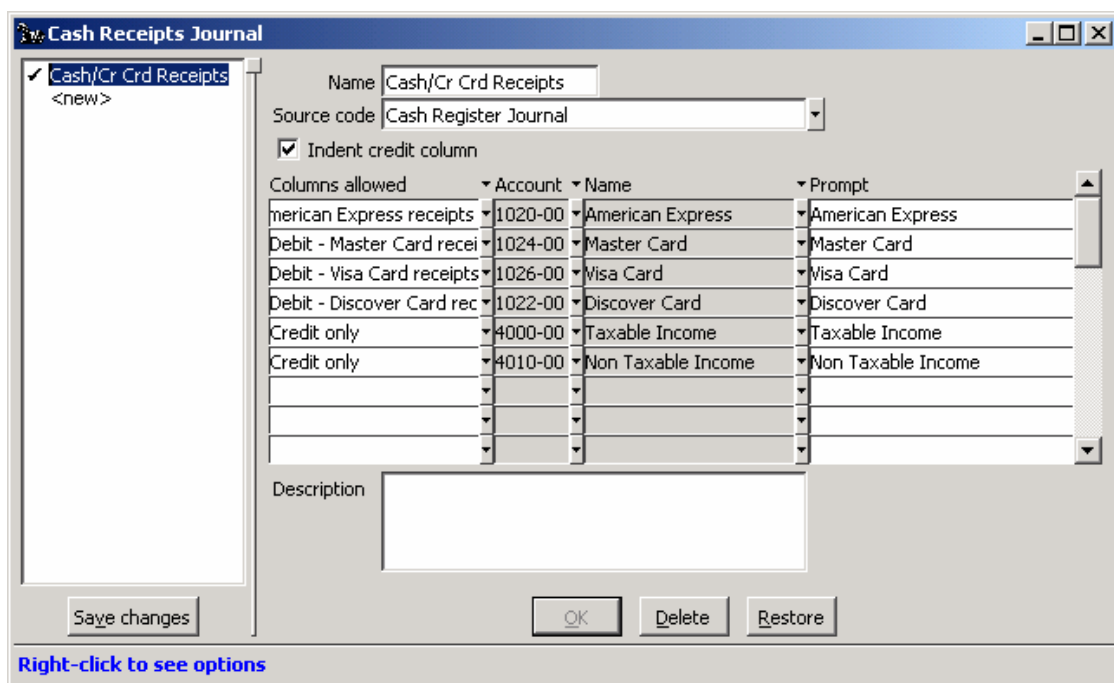 Cash Receipts Journal
✓ Cash/Cr Crd Receipts
<new>
Save changes
Name Cash/Cr Crd Receipts
Source code Cash Register Journal
Indent credit column
Columns allowed Account Name Prompt
merican Express receipts 1020-00 American Express American Express
Debit - Master Card recei 1024-00 Master Card Master Card
Debit - Visa Card receipts 1026-00 Visa Card Visa Card
Debit - Discover Card rec 1022-00 Discover Card Discover Card
Credit only 4000-00 Taxable Income Taxable Income
Credit only 4010-00 Non Taxable Income Non Taxable Income
Description
OK Delete Restore
Right-click to see options